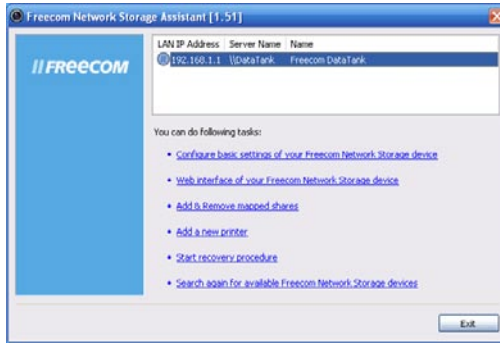 Freecom Network Storage Assistant [1.51]
//FREECOM
LAN IP Address Server Name Name
192.168.1.1 \\DataTank Freecom DataTank
You can do following tasks:
• Configure basic settings of your Freecom Network Storage device
• Web interface of your Freecom Network Storage device
• Add & Remove mapped shares
• Add a new printer
• Start recovery procedure
• Search again for available Freecom Network Storage devices
Exit